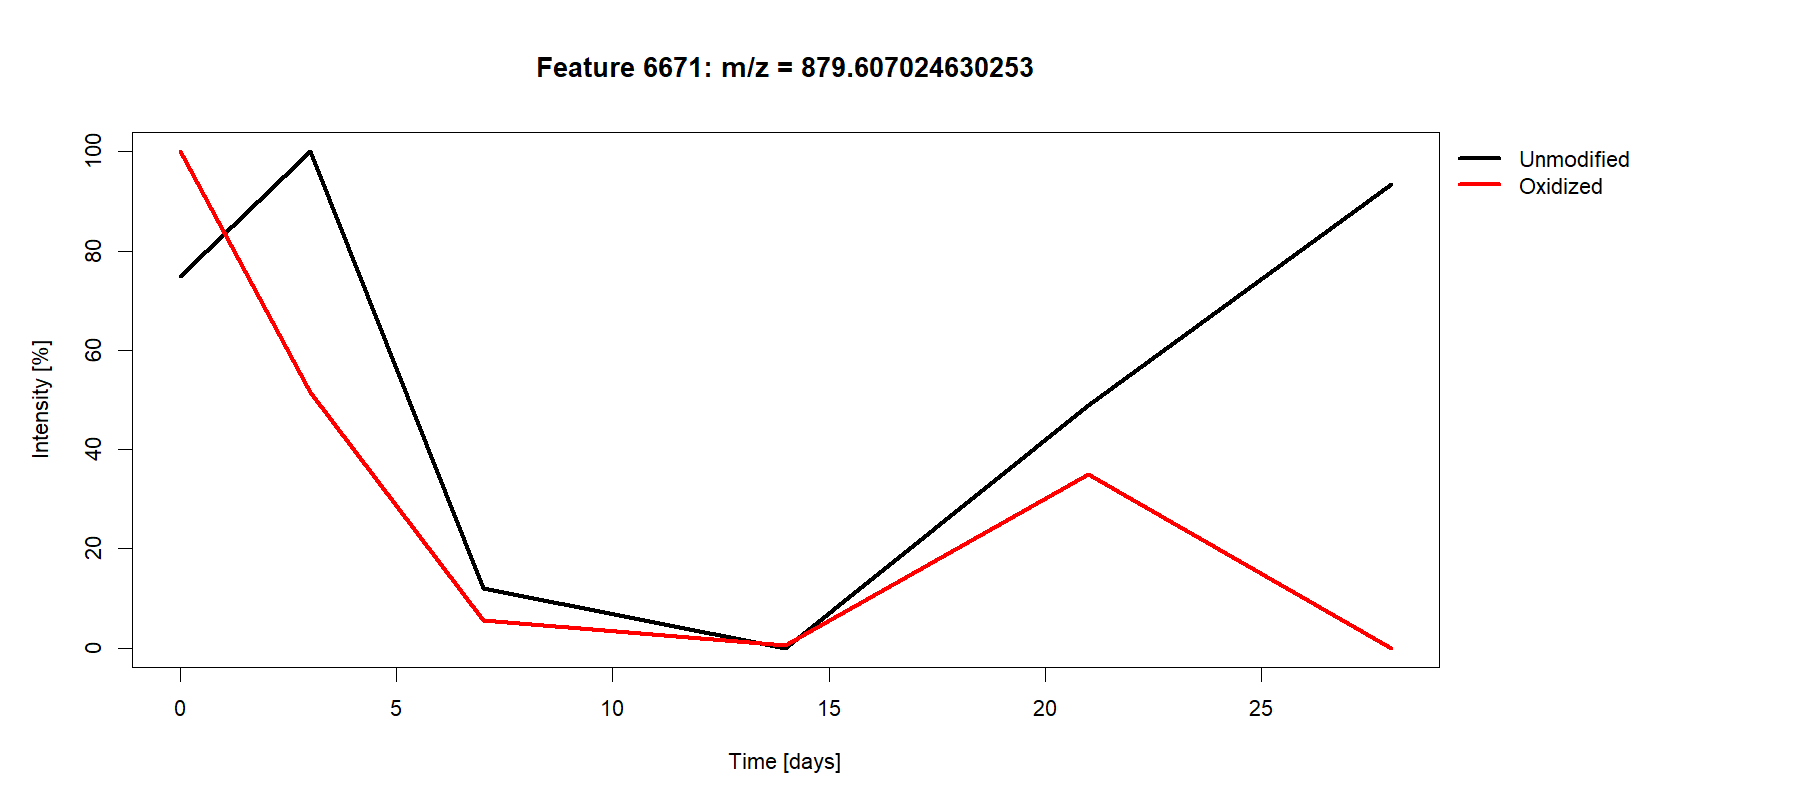 Feature 6671: m/z = 879.607024630253
Unmodified
Oxidized
100
80
60
40
20
0
Intensity [%]
0 5 10 15 20 25
Time [days]